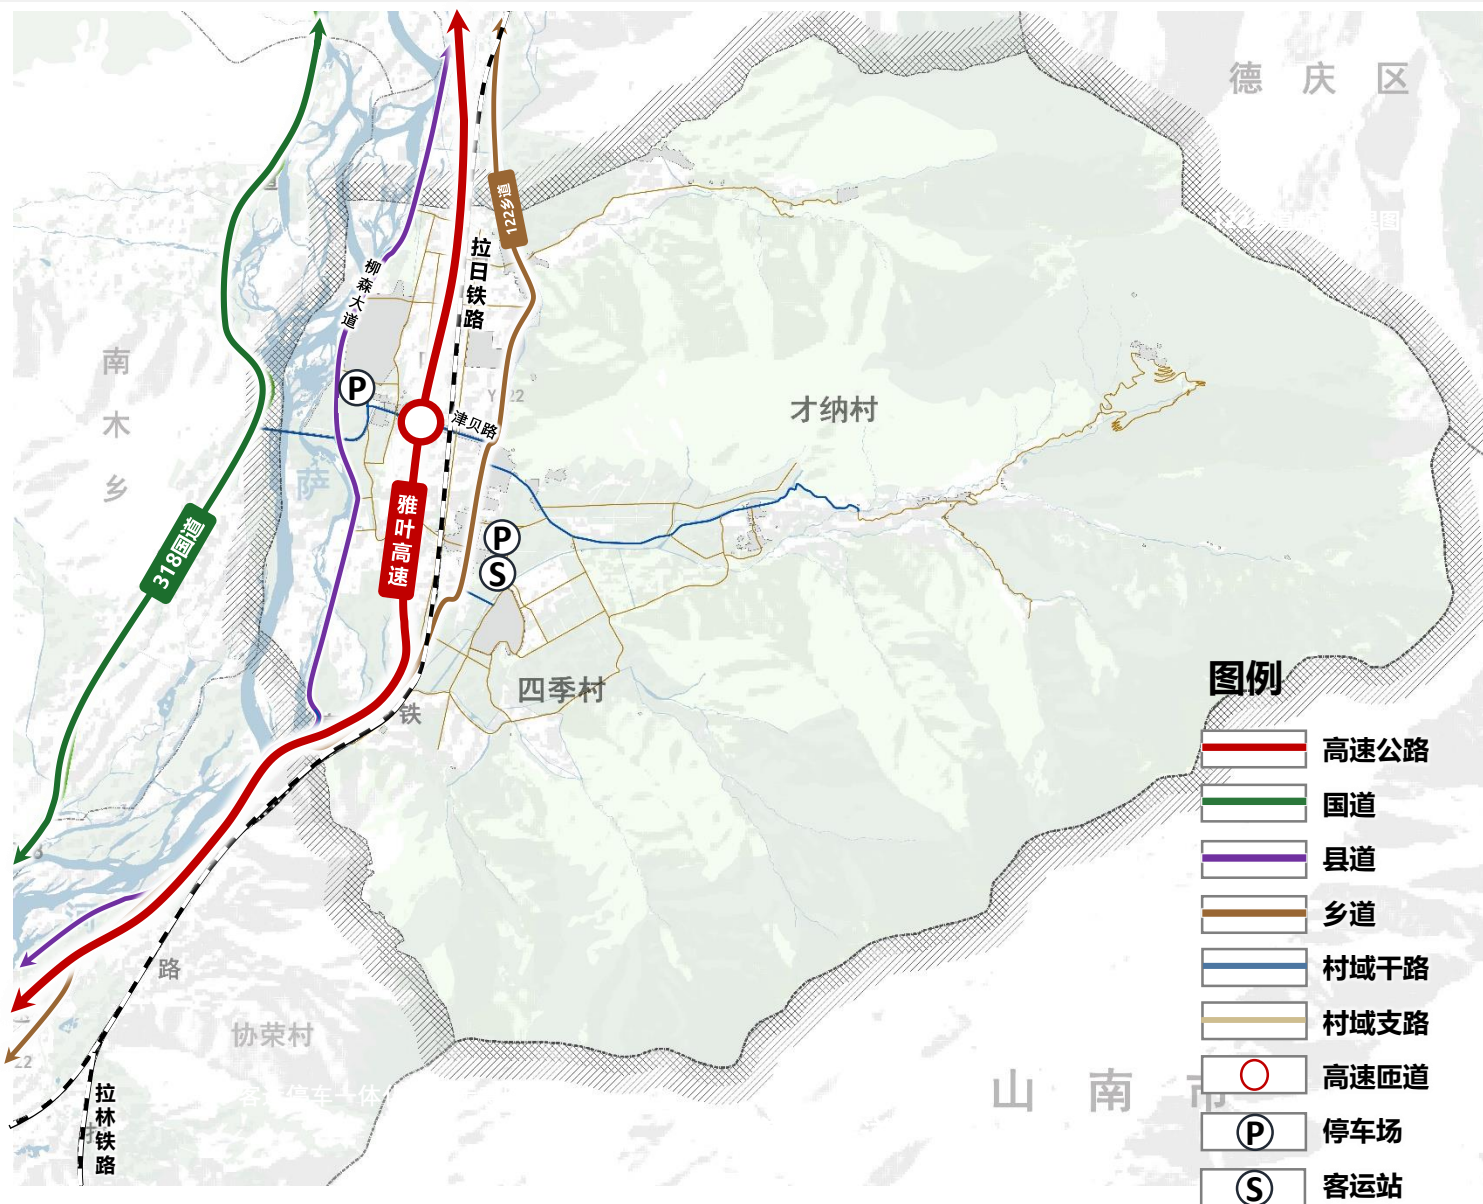 德庆区
122乡道
拉日铁路
柳森大道
南木乡
P
津贝路
才纳村
萨
雅叶高速
318国道
P
S
四季村
铁
图例
高速公路
国道
县道
乡道
村域干路
村域支路
高速匝道
P
停车场
S
客运站
河
路
协荣村
山南市
拉林铁路